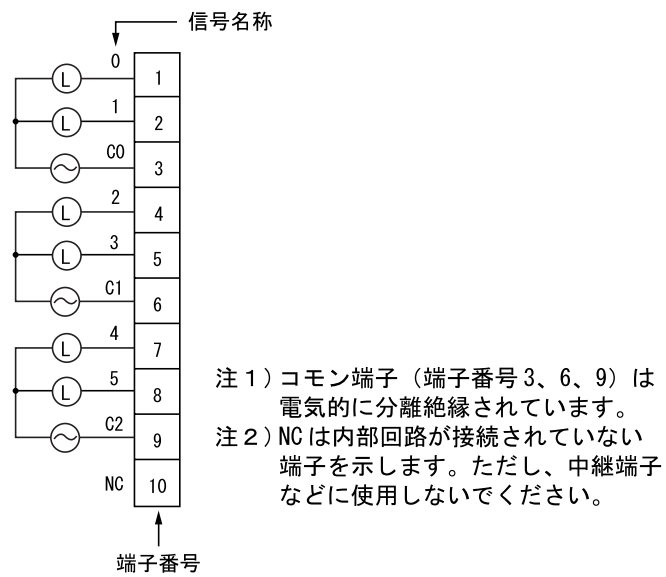 信号名称
0 L 1
1 L 2
C0 3
2 L 4
3 L 5
C1 6
4 L 7
5 L 8
C2 9
NC 10
端子番号
注1)コモン端子(端子番号3、6、9)は
電気的に分離絶縁されています。
注2)NCは内部回路が接続されていない
端子を示します。ただし、中継端子
などに使用しないでください。